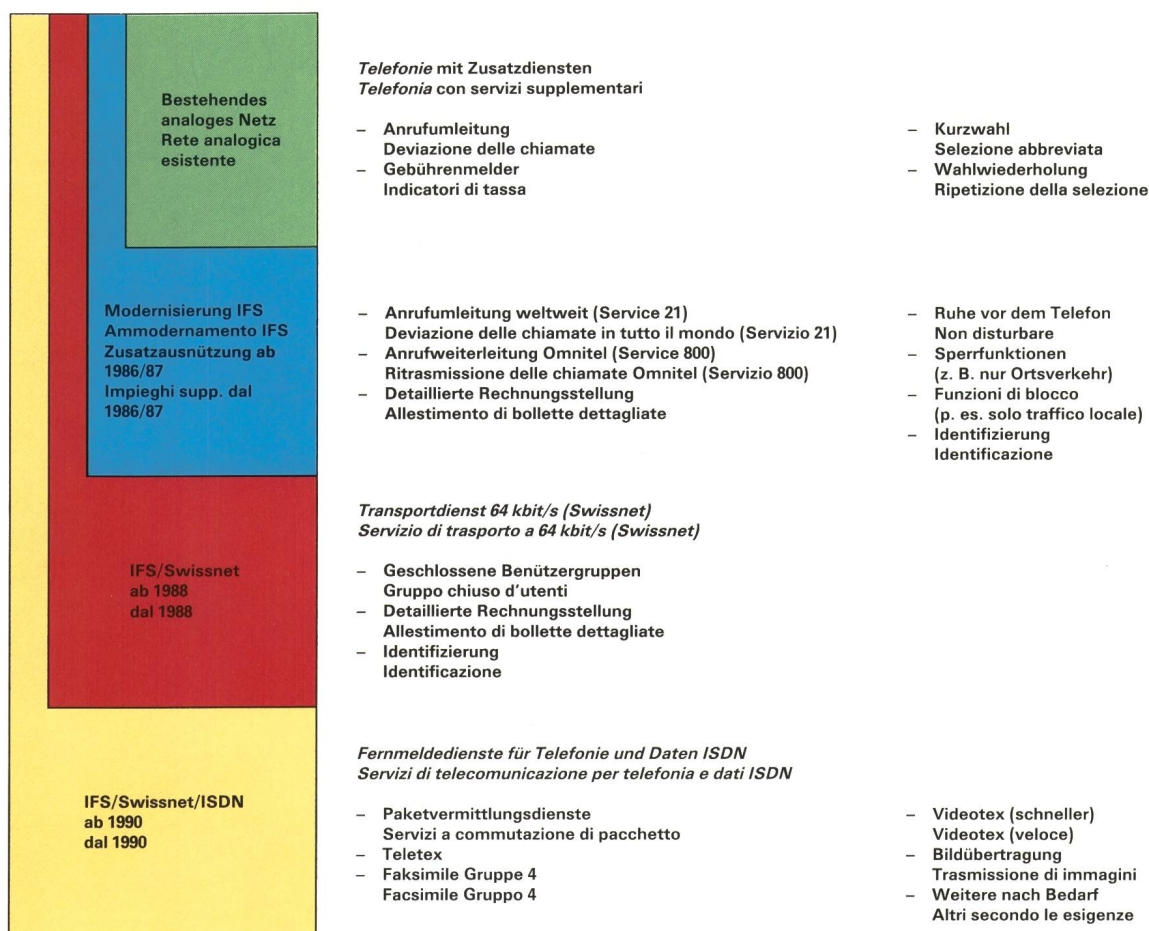 Bestehendes
analoges Netz
Rete analogica
esistente
Telefonie mit Zusatzdiensten
Telefonia con servizi supplementari
– Anrufumleitung
Deviazione delle chiamate
– Gebührenmelder
Indicatori di tassa
– Kurzwahl
Selezione abbreviata
– Wahlwiederholung
Ripetizione della selezione
Modernisierung IFS
Ammodernamento IFS
Zusatzausnützung ab
1986/87
Impieghi supp. dal
1986/87
– Anrufumleitung weltweit (Service 21)
Deviazione delle chiamate in tutto il mondo (Servizio 21)
– Anrufweiterleitung Omnitel (Service 800)
Ritrasmissione delle chiamate Omnitel (Servizio 800)
– Detaillierte Rechnungsstellung
Allestimento di bollette dettagliate
– Ruhe vor dem Telefon
Non disturbare
– Sperrfunktionen
(z. B. nur Ortsverkehr)
– Funzioni di blocco
(p. es. solo traffico locale)
– Identifizierung
Identificazione
IFS/Swissnet
ab 1988
dal 1988
Transportdienst 64 kbit/s (Swissnet)
Servizio di trasporto a 64 kbit/s (Swissnet)
– Geschlossene Benützergruppen
Gruppo chiuso d'utenti
– Detaillierte Rechnungsstellung
Allestimento di bollette dettagliate
– Identifizierung
Identificazione
IFS/Swissnet/ISDN
ab 1990
dal 1990
Fernmeldedienste für Telefonie und Daten ISDN
Servizi di telecomunicazione per telefonia e dati ISDN
– Paketvermittlungsdienste
Servizi a commutazione di pacchetto
– Teletex
– Faksimile Gruppe 4
Facsimile Gruppo 4
– Videotex (schneller)
Videotex (veloce)
– Bildübertragung
Trasmissione di immagini
– Weitere nach Bedarf
Altri secondo le esigenze